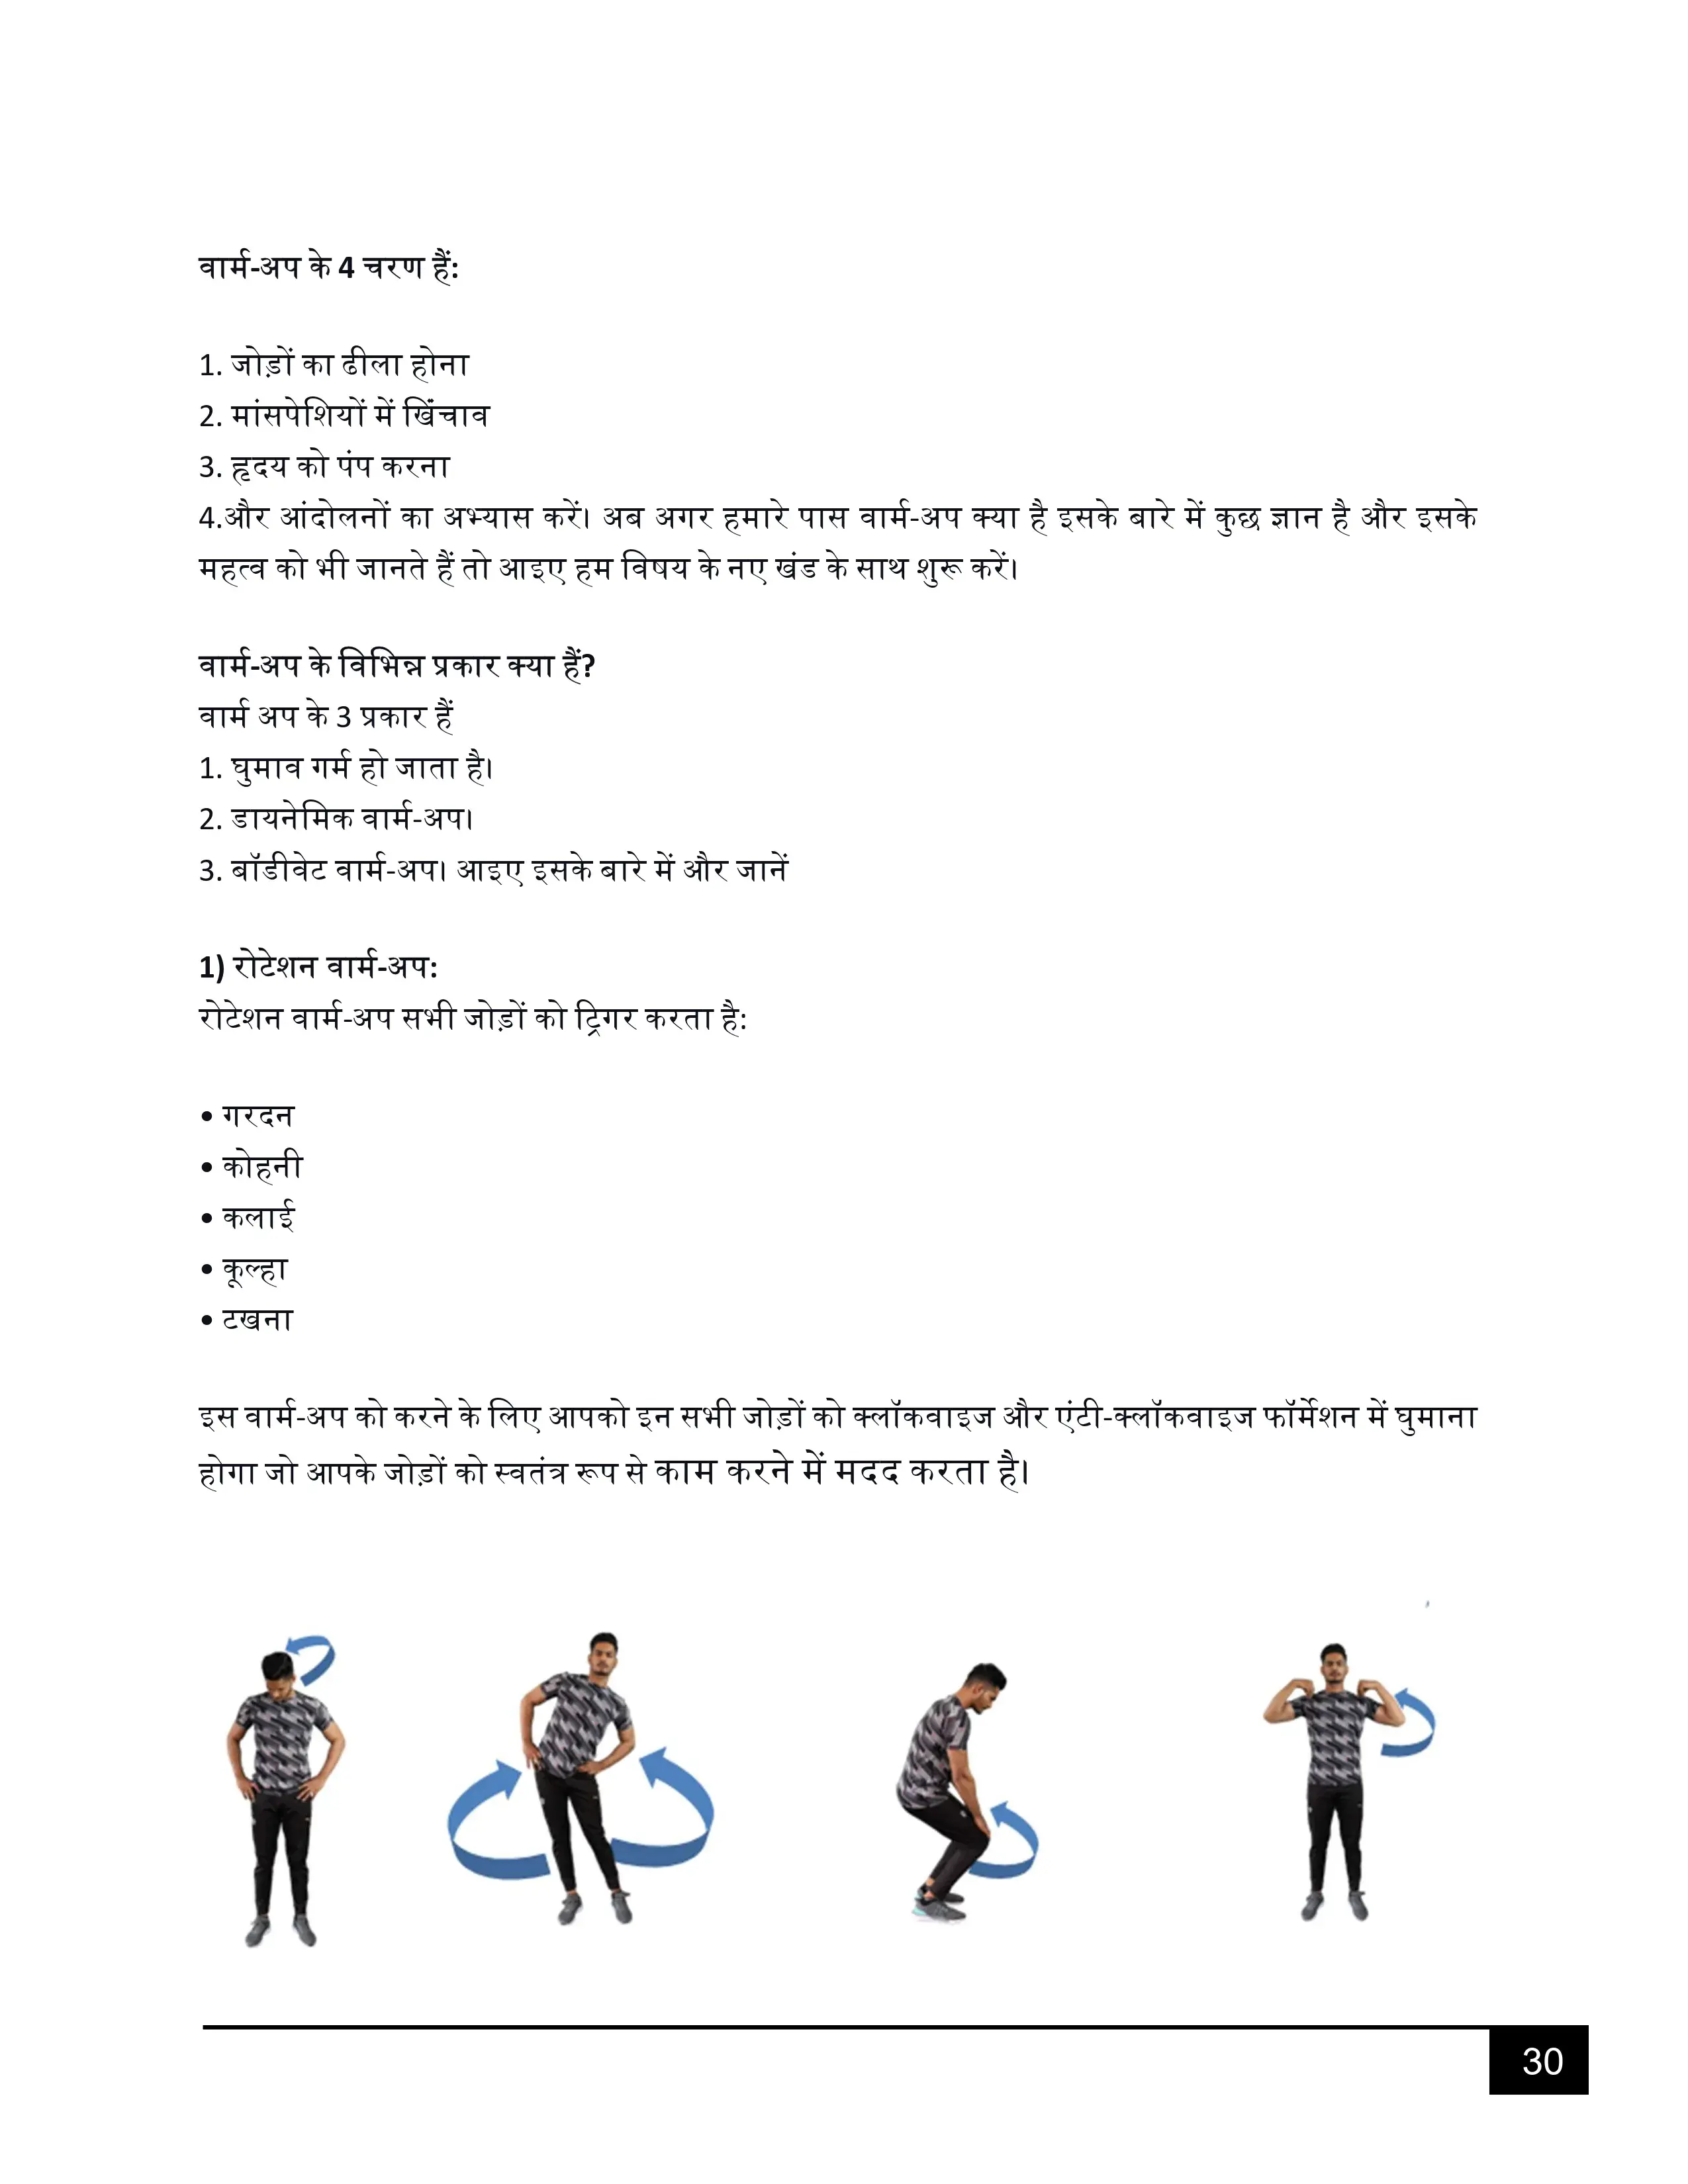 वार्म-अप के 4 चरण हैं:
1. जोड़ों का ढीला होना
2. मांसपेशियों में खिंचाव
3. हृदय को पंप करना
4.और आंदोलनों का अभ्यास करें। अब अगर हमारे पास वार्म-अप क्या है इसके बारे में कुछ ज्ञान है और इसके
महत्व को भी जानते हैं तो आइए हम विषय के नए खंड के साथ शुरू करें।
वार्म-अप के विभिन्न प्रकार क्या हैं?
वार्म अप के 3 प्रकार हैं
1. घुमाव गर्म हो जाता है।
2. डायनेमिक वार्म-अप।
3. बॉडीवेट वार्म-अप। आइए इसके बारे में और जानें
1) रोटेशन वार्म-अप:
रोटेशन वार्म-अप सभी जोड़ों को ट्रिगर करता है:
• गरदन
• कोहनी
• कलाई
• कूल्हा
• टखना
इस वार्म-अप को करने के लिए आपको इन सभी जोड़ों को क्लॉकवाइज और एंटी-क्लॉकवाइज फॉर्मेशन में घुमाना
होगा जो आपके जोड़ों को स्वतंत्र रूप से काम करने में मदद करता है।
30